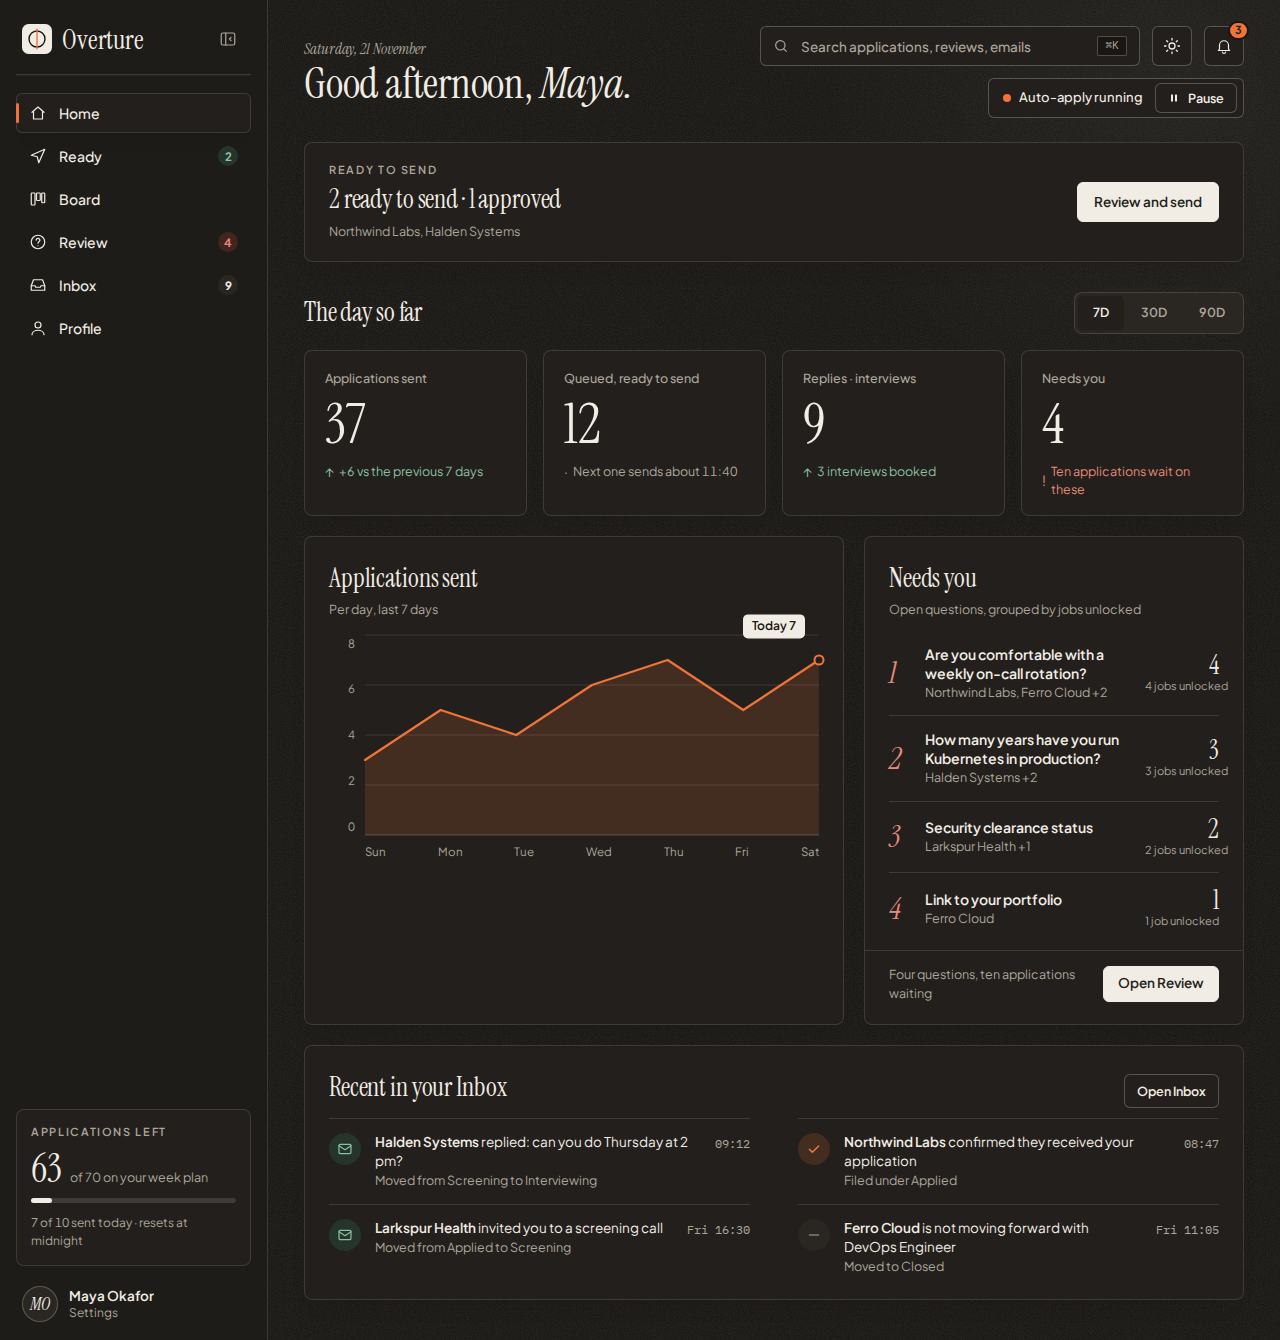 Overture
Home
Ready 2
Board
Review 4
Inbox 9
Profile
APPLICATIONS LEFT
63 of 70 on your week plan
7 of 10 sent today · resets at
midnight
MO
Maya Okafor
Settings
Saturday, 21 November
Good afternoon, Maya.
Search applications, reviews, emails ⌘K
3
Auto-apply running Pause
READY TO SEND
2 ready to send · 1 approved
Northwind Labs, Halden Systems
Review and send
The day so far
7D 30D 90D
Applications sent
37
↑ +6 vs the previous 7 days
Queued, ready to send
12
· Next one sends about 11:40
Replies · interviews
9
↑ 3 interviews booked
Needs you
4
! Ten applications wait on
these
Applications sent
Per day, last 7 days
Today 7
8
6
4
2
0
Sun Mon Tue Wed Thu Fri Sat
Needs you
Open questions, grouped by jobs unlocked
1
Are you comfortable with a
weekly on-call rotation?
Northwind Labs, Ferro Cloud +2
4
4 jobs unlocked
2
How many years have you run
Kubernetes in production?
Halden Systems +2
3
3 jobs unlocked
3
Security clearance status
Larkspur Health +1
2
2 jobs unlocked
4
Link to your portfolio
Ferro Cloud
1
1 job unlocked
Four questions, ten applications
waiting
Open Review
Recent in your Inbox
Open Inbox
Halden Systems replied: can you do Thursday at 2
pm?
Moved from Screening to Interviewing
09:12
Northwind Labs confirmed they received your
application
Filed under Applied
08:47
Larkspur Health invited you to a screening call
Moved from Applied to Screening
Fri 16:30
Ferro Cloud is not moving forward with
DevOps Engineer
Moved to Closed
Fri 11:05